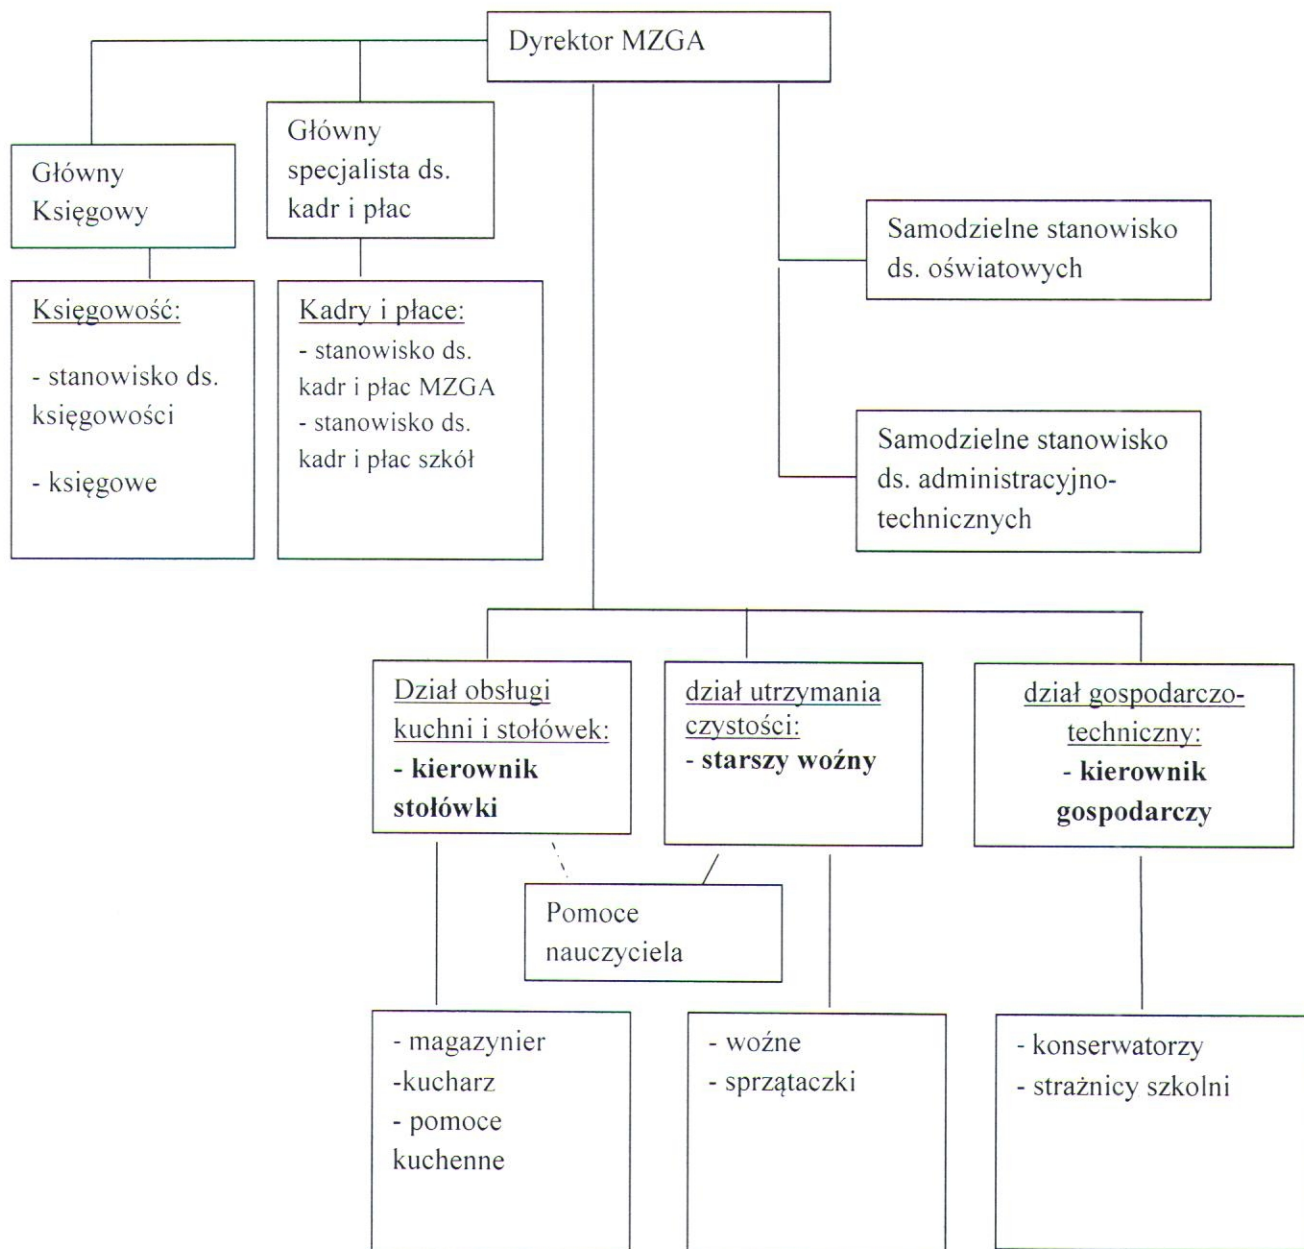 Dyrektor MZGA
Główny
Księgowy
Główny
specjalista ds.
kadr i płac
Samodzielne stanowisko
ds. oświatowych
Księgowość:
- stanowisko ds.
księgowości
- księgowe
Kadry i płace:
- stanowisko ds.
kadr i płac MZGA
- stanowisko ds.
kadr i płac szkół
Samodzielne stanowisko
ds. administracyjno-
technicznych
Dział obsługi
kuchni i stołówek:
- kierownik
stołówki
dział utrzymania
czystości:
- starszy woźny
dział gospodarczo-
techniczny:
- kierownik
gospodarczy
Pomoce
nauczyciela
- magazynier
-kucharz
- pomoce
kuchenne
- woźne
- sprzątaczki
- konserwatorzy
- strażnicy szkolni